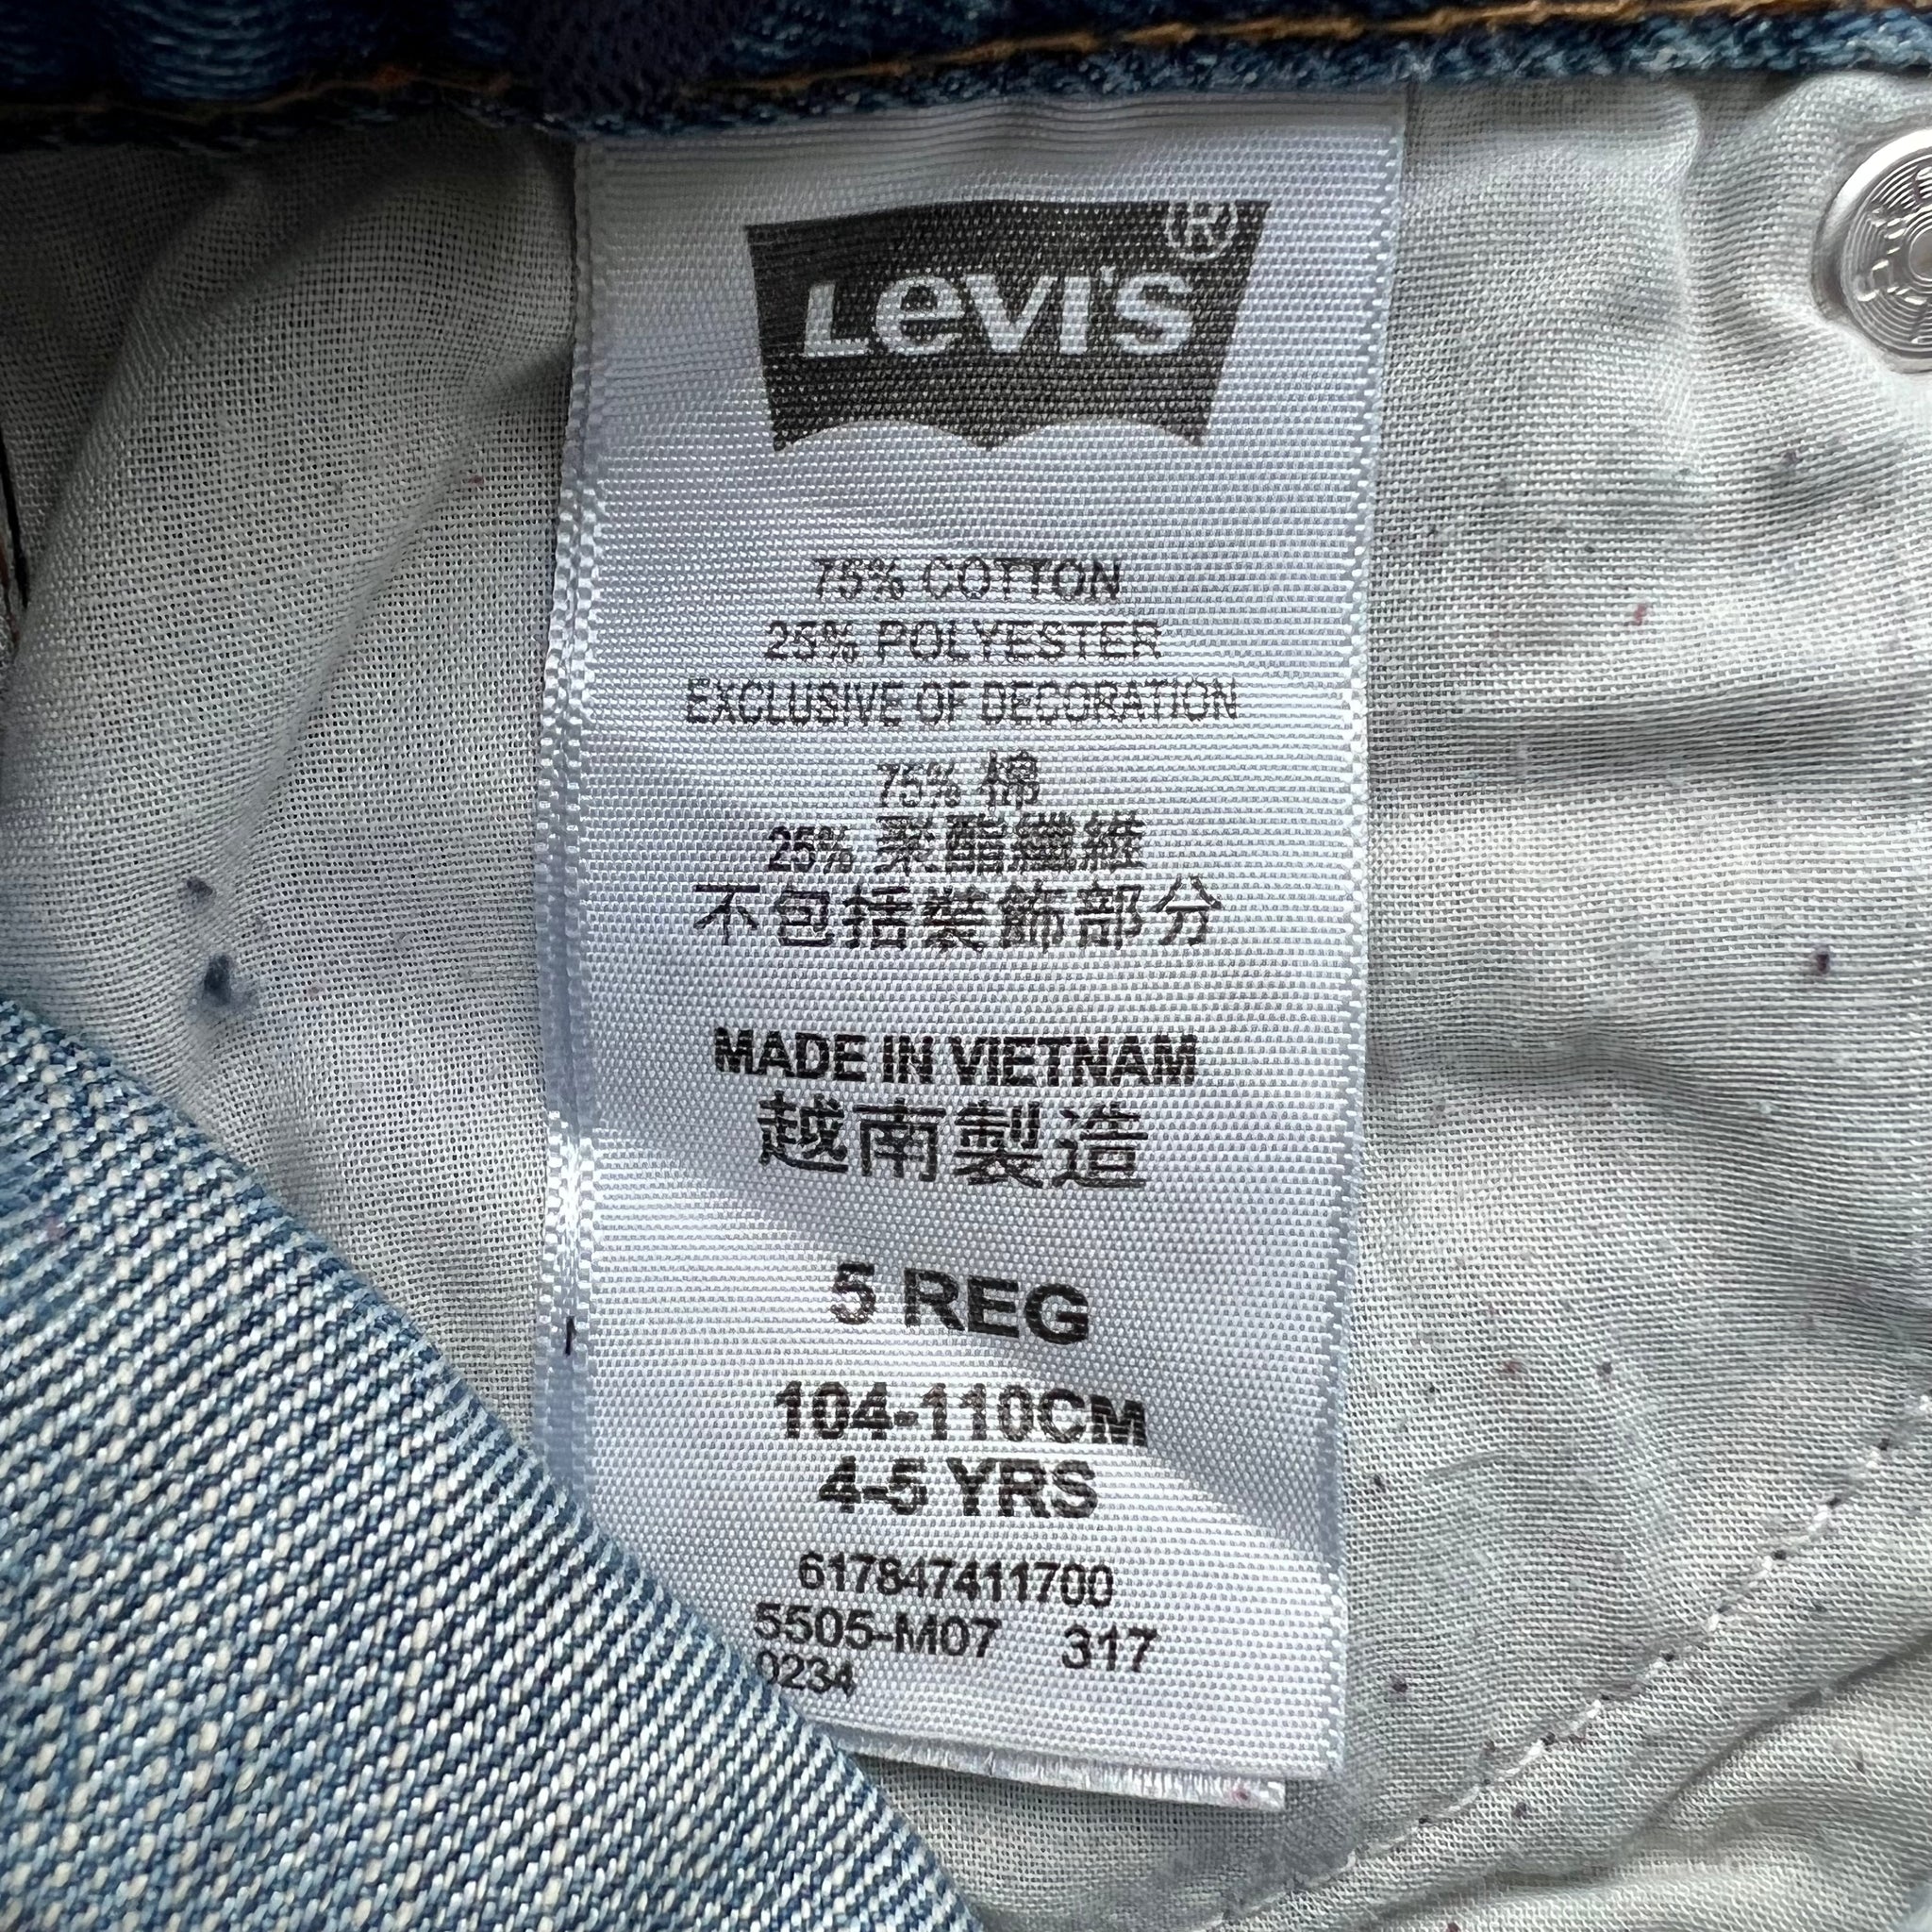 LEVI'S®
75% COTTON
25% POLYESTER
EXCLUSIVE OF DECORATION
75% 棉
25% 聚酯纖維
不包括裝飾部分
MADE IN VIETNAM
越南製造
5 REG
104-110CM
4-5 YRS
617847411700
5505-M07 317
0234